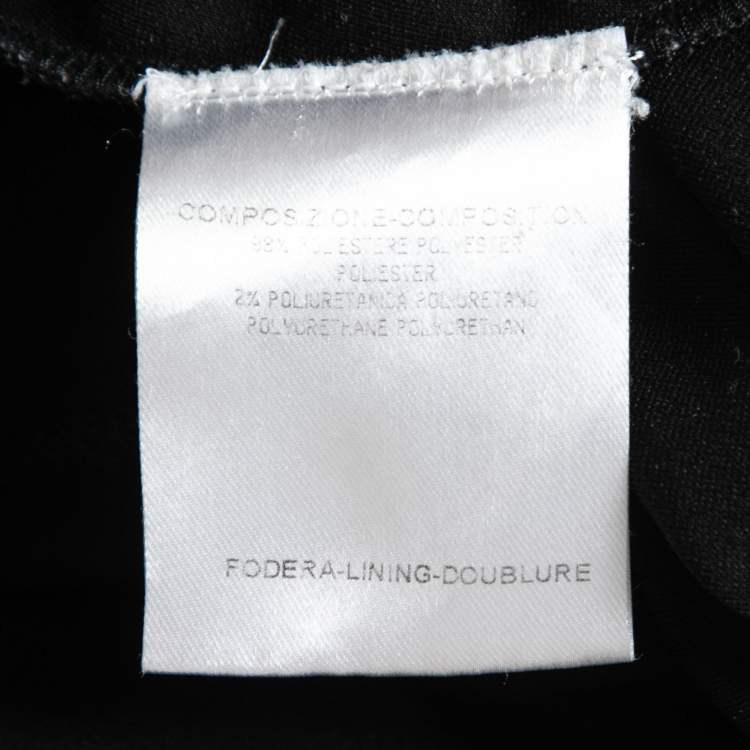 COMPOSIZIONE-COMPOSITION
98% POLIESTERE POLYESTER
POLIESTER
2% POLIURETANICA POLIURETANO
POLYURETHANE POLYURETHAN
FODERA-LINING-DOUBLURE